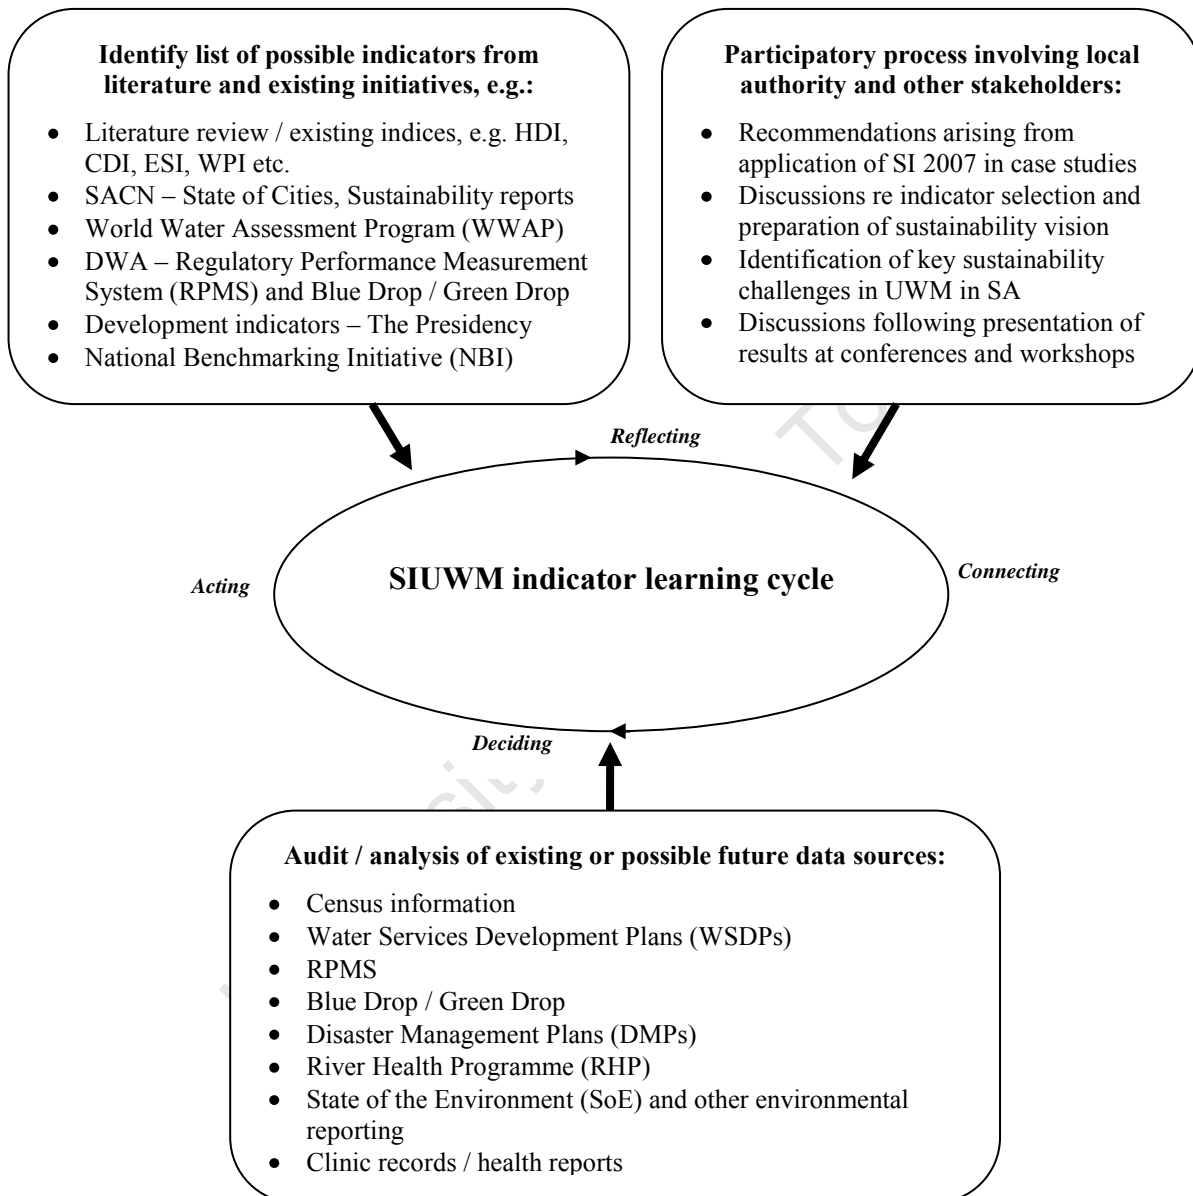 Identify list of possible indicators from
literature and existing initiatives, e.g.:
• Literature review / existing indices, e.g. HDI,
CDI, ESI, WPI etc.
• SACN – State of Cities, Sustainability reports
• World Water Assessment Program (WWAP)
• DWA – Regulatory Performance Measurement
System (RPMS) and Blue Drop / Green Drop
• Development indicators – The Presidency
• National Benchmarking Initiative (NBI)
Participatory process involving local
authority and other stakeholders:
• Recommendations arising from
application of SI 2007 in case studies
• Discussions re indicator selection and
preparation of sustainability vision
• Identification of key sustainability
challenges in UWM in SA
• Discussions following presentation of
results at conferences and workshops
Reflecting
Acting
SIUWM indicator learning cycle
Connecting
Deciding
Audit / analysis of existing or possible future data sources:
• Census information
• Water Services Development Plans (WSDPs)
• RPMS
• Blue Drop / Green Drop
• Disaster Management Plans (DMPs)
• River Health Programme (RHP)
• State of the Environment (SoE) and other environmental
reporting
• Clinic records / health reports